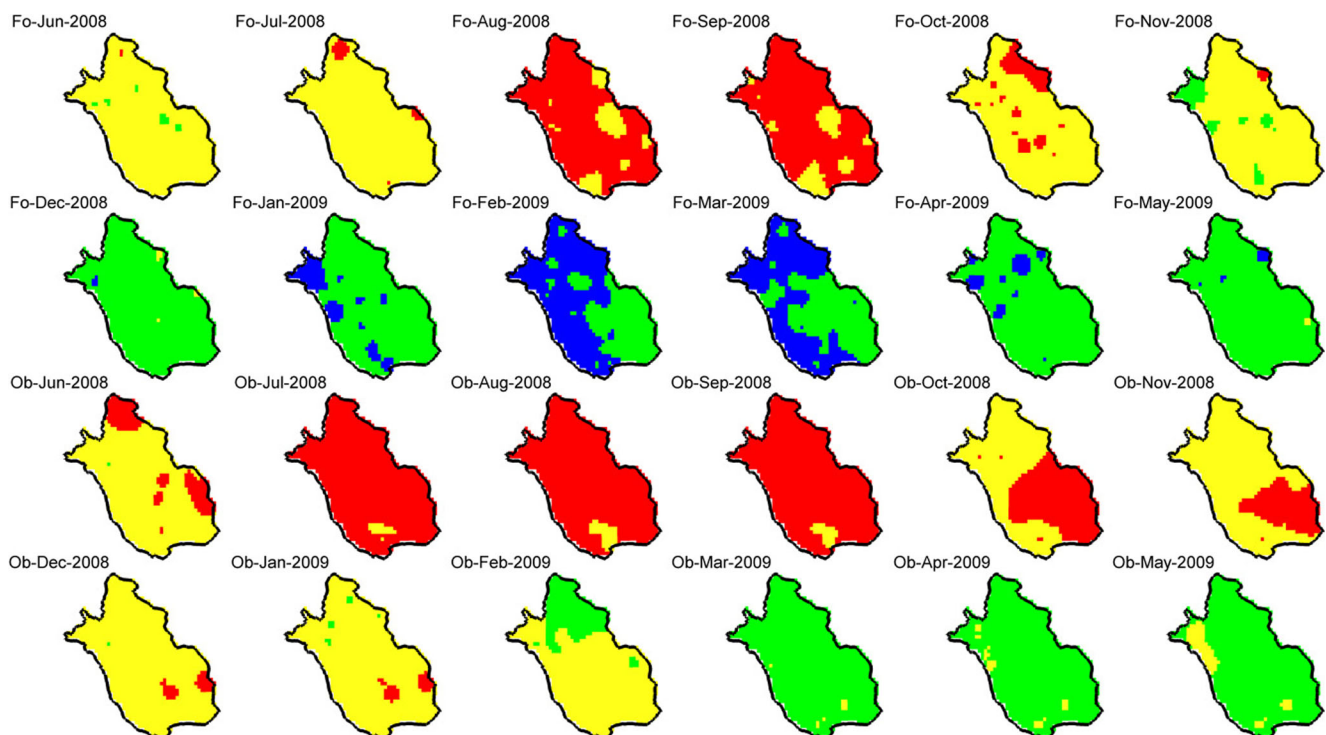 Fo-Jun-2008 Fo-Jul-2008 Fo-Aug-2008 Fo-Sep-2008 Fo-Oct-2008 Fo-Nov-2008
Fo-Dec-2008 Fo-Jan-2009 Fo-Feb-2009 Fo-Mar-2009 Fo-Apr-2009 Fo-May-2009
Ob-Jun-2008 Ob-Jul-2008 Ob-Aug-2008 Ob-Sep-2008 Ob-Oct-2008 Ob-Nov-2008
Ob-Dec-2008 Ob-Jan-2009 Ob-Feb-2009 Ob-Mar-2009 Ob-Apr-2009 Ob-May-2009